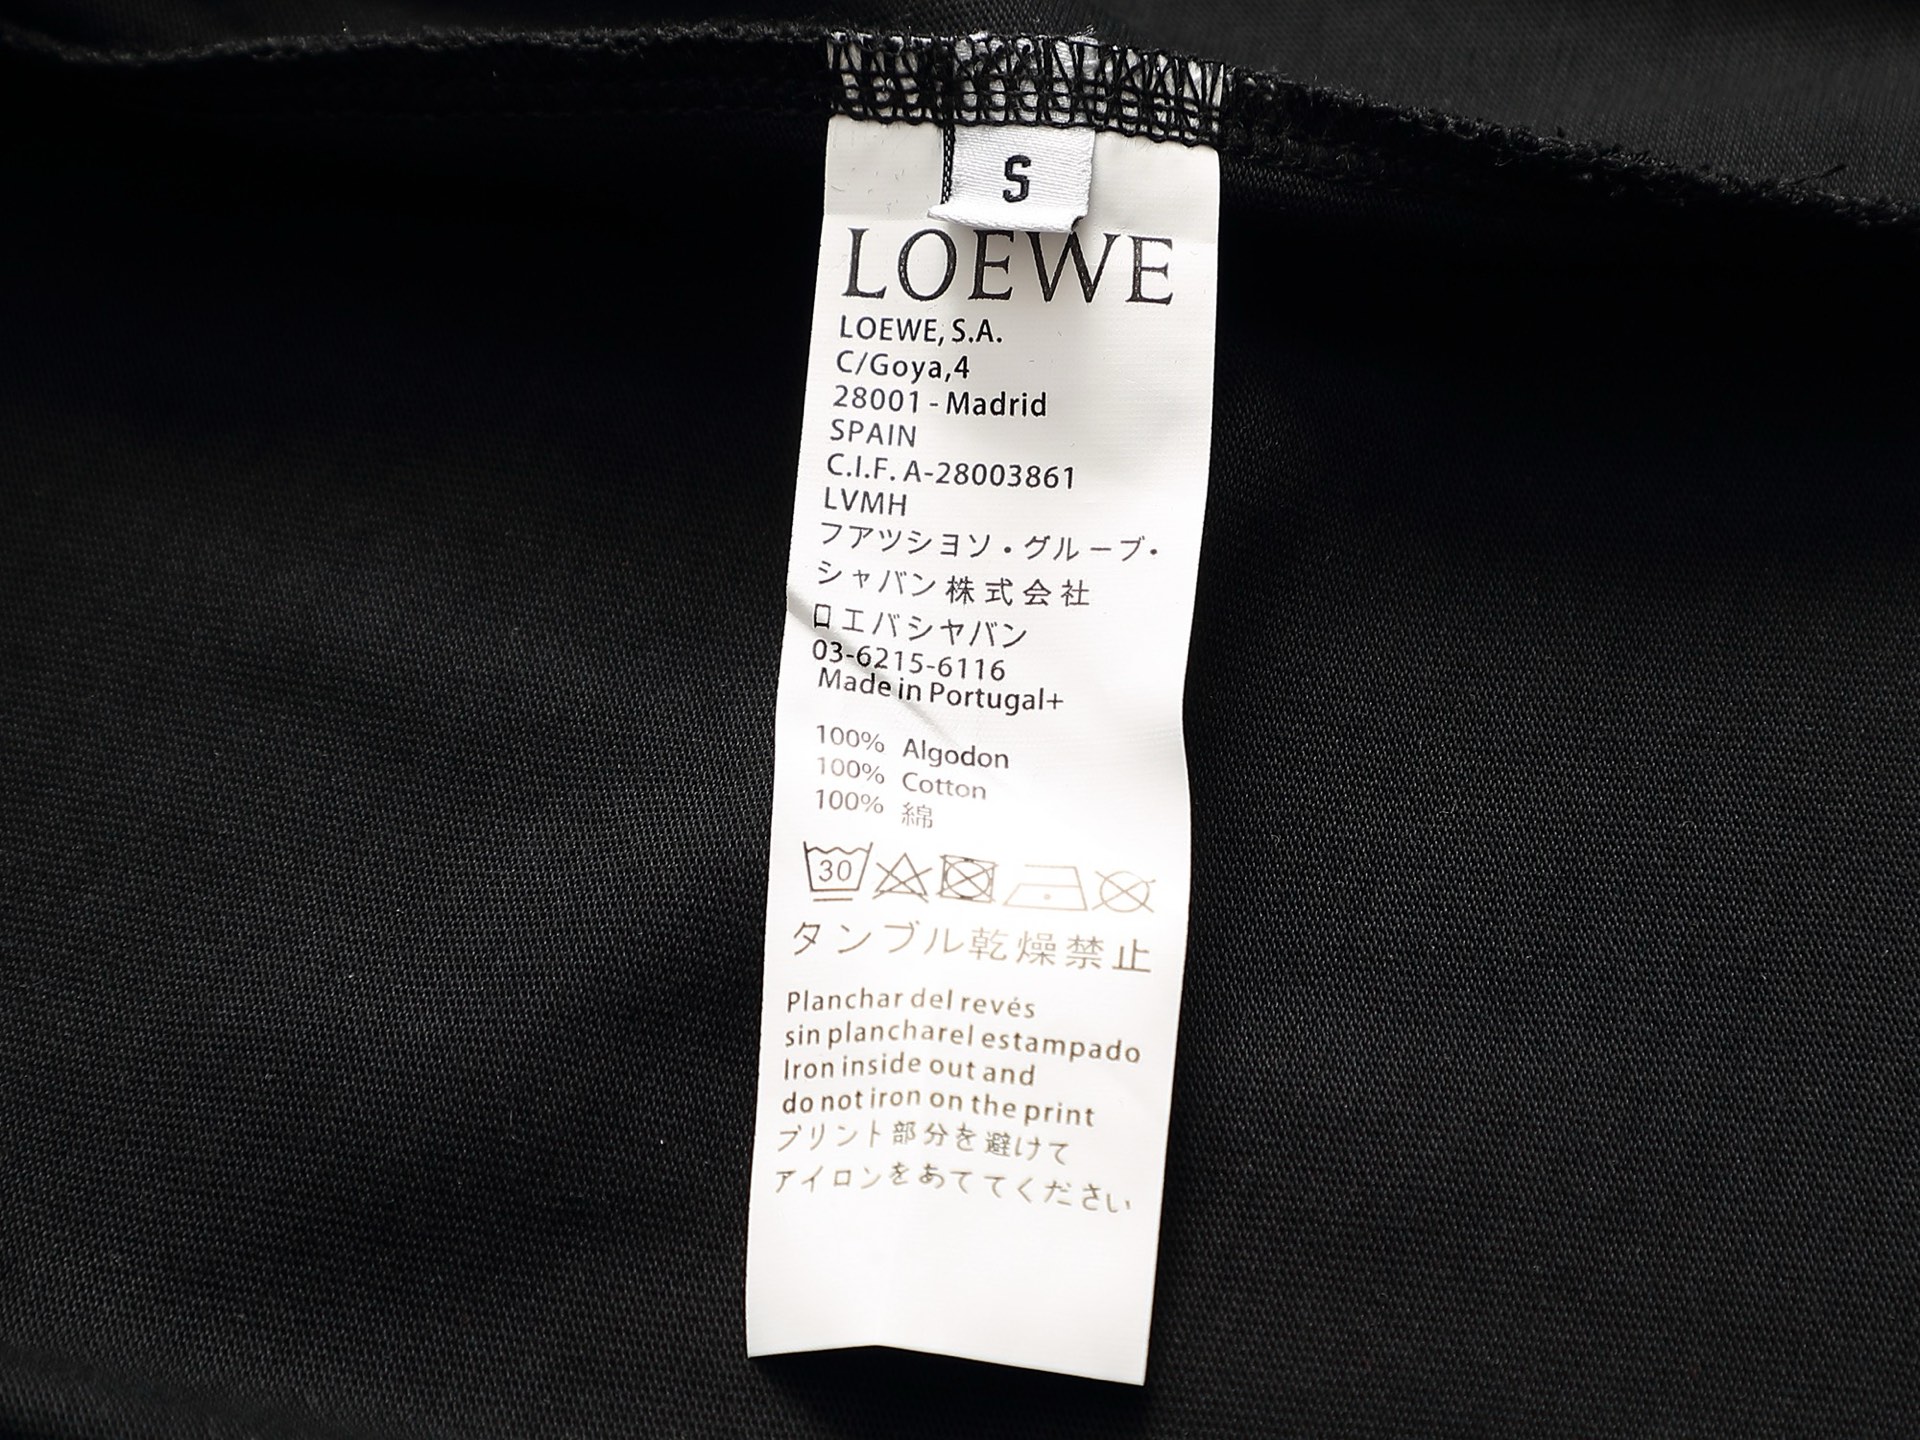 S
LOEWE
LOEWE, S.A.
C/Goya,4
28001 - Madrid
SPAIN
C.I.F. A-28003861
LVMH
フアツシヨソ・グループ・
シャバン株式会社
ロエバシヤバン
03-6215-6116
Made in Portugal+
100% Algodon
100% Cotton
100% 綿
30
タンブル乾燥禁止
Planchar del revés
sin plancharel estampado
Iron inside out and
do not iron on the print
プリント部分を避けて
アイロンをあててください